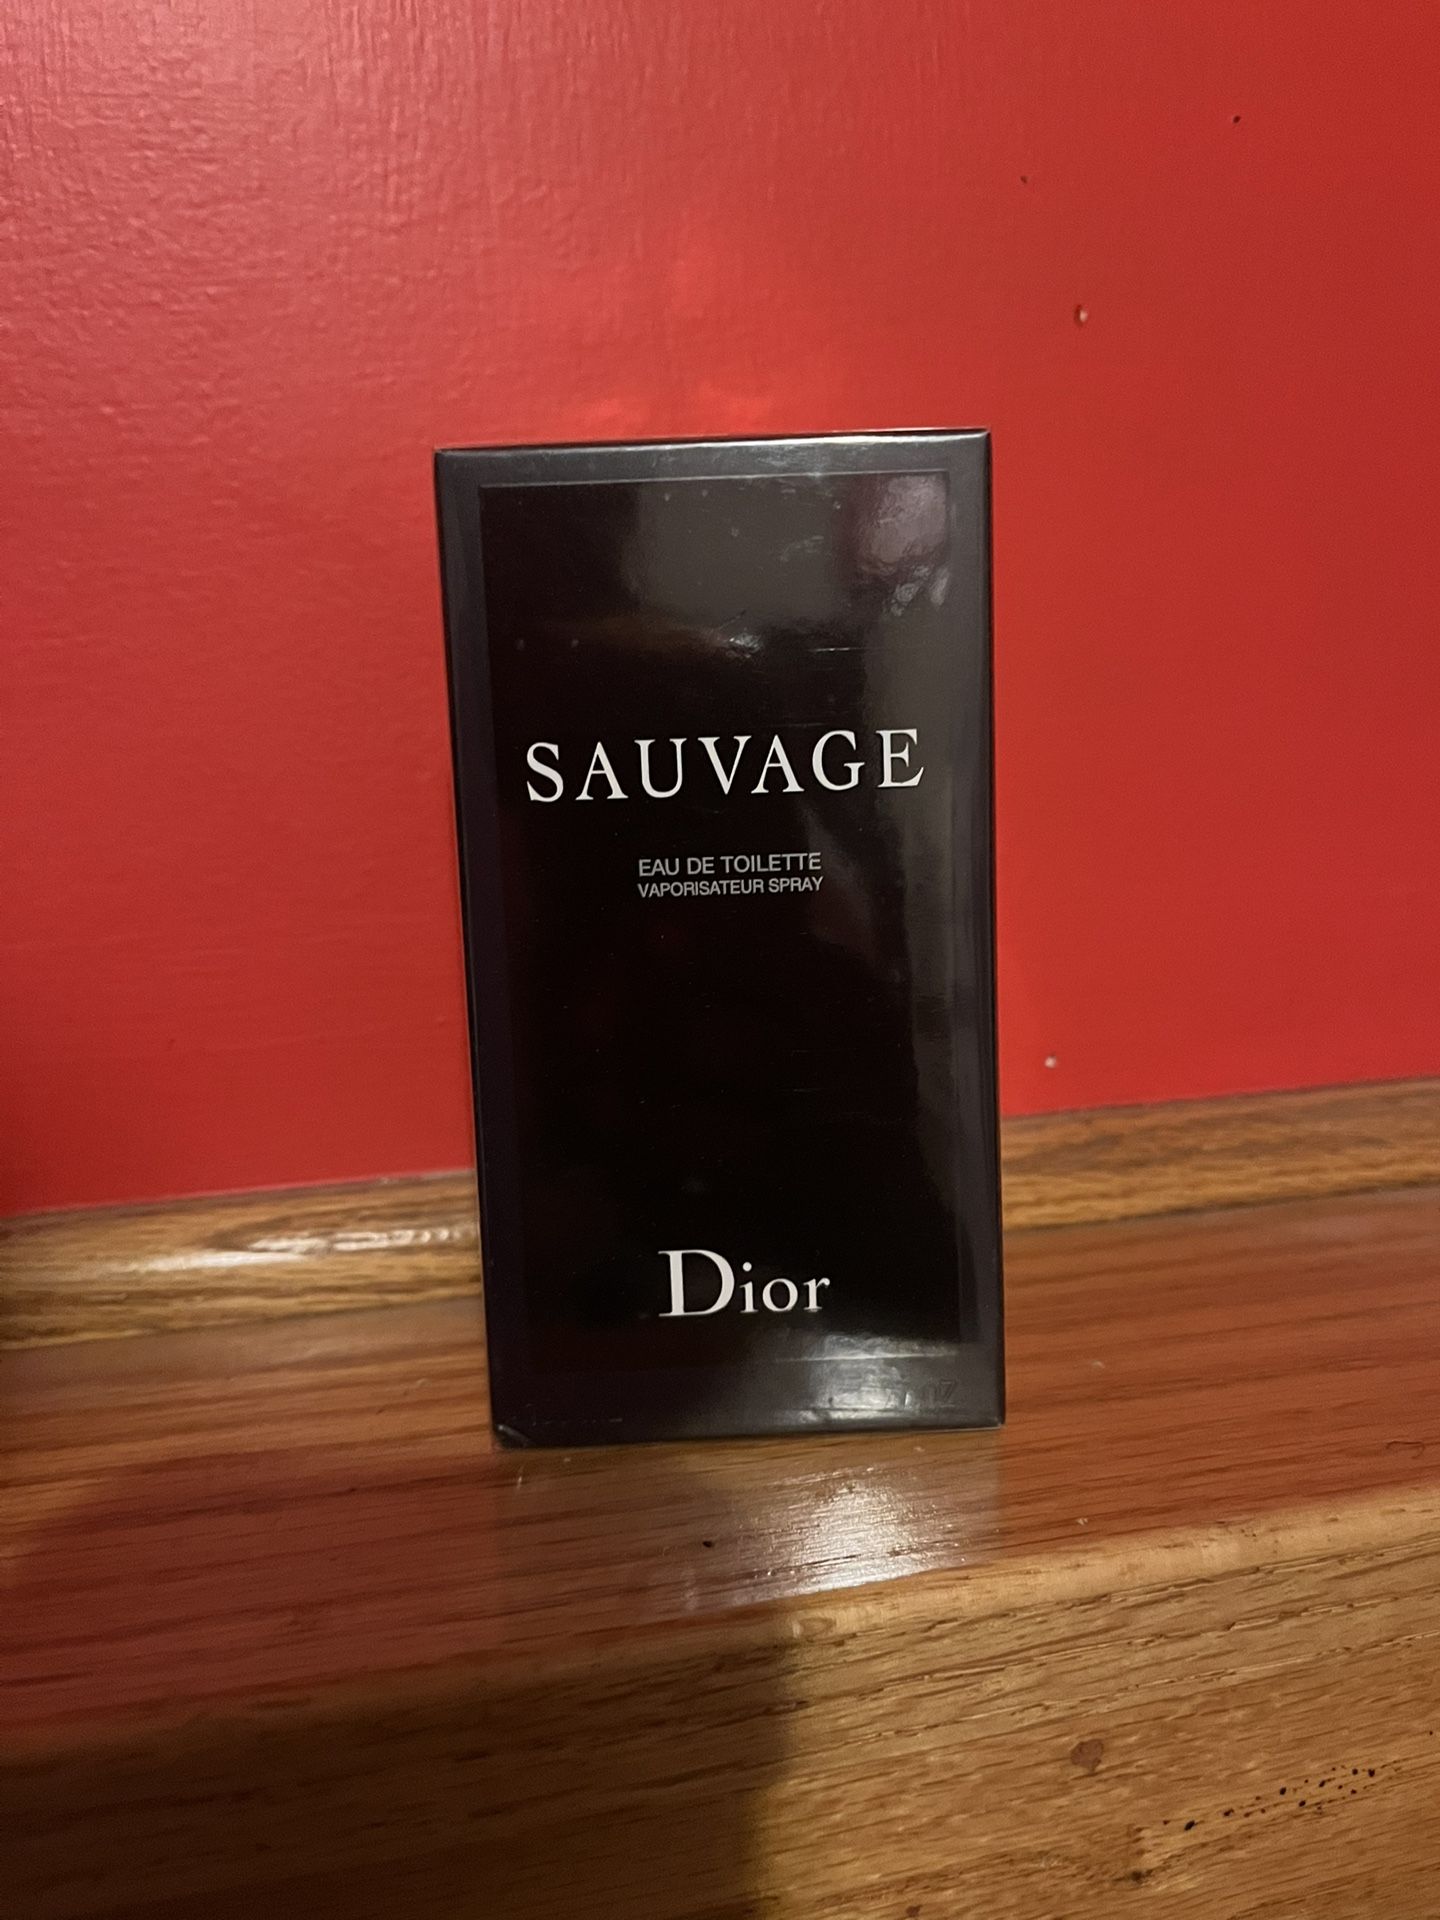 SAUVAGE
EAU DE TOILETTE
VAPORISATEUR SPRAY
Dior